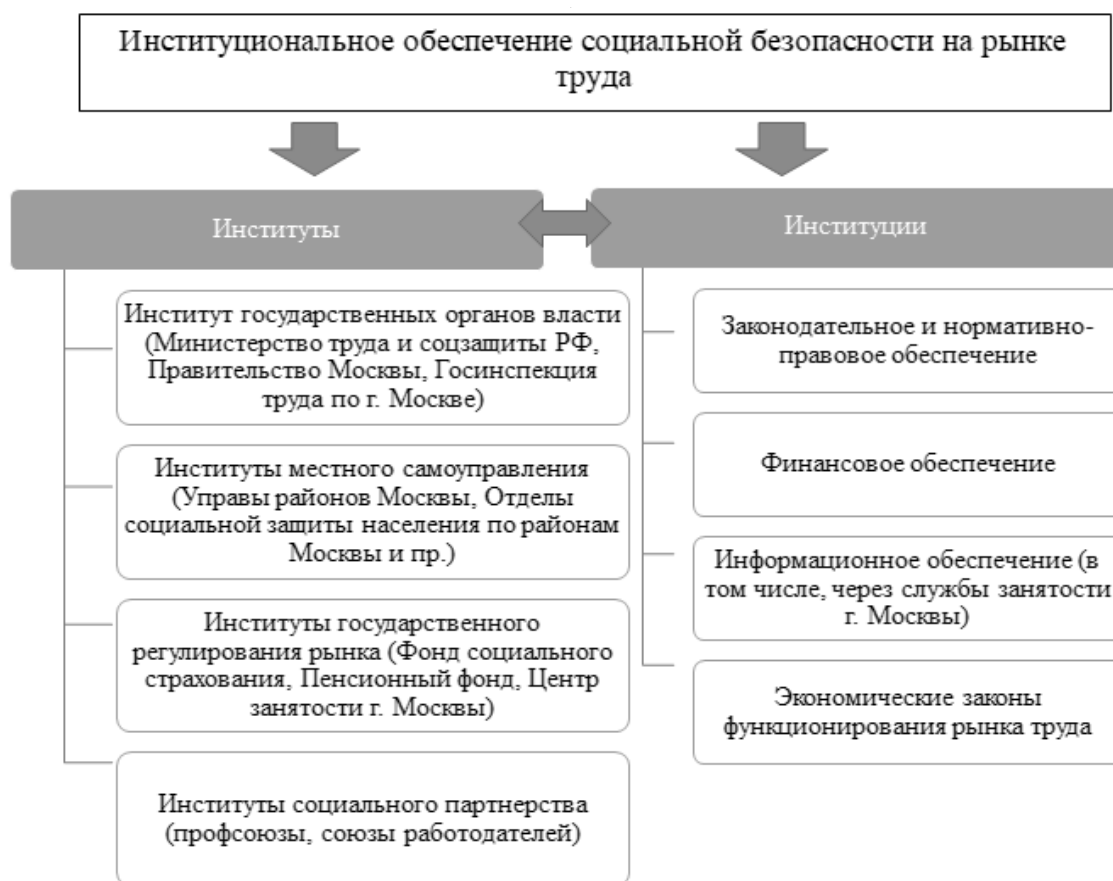 Институциональное обеспечение социальной безопасности на рынке
труда
Институты
Институт государственных органов власти
(Министерство труда и соцзащиты РФ,
Правительство Москвы, Госинспекция
труда по г. Москве)
Институты местного самоуправления
(Управы районов Москвы, Отделы
социальной защиты населения по районам
Москвы и пр.)
Институты государственного
регулирования рынка (Фонд социального
страхования, Пенсионный фонд, Центр
занятости г. Москвы)
Институты социального партнерства
(профсоюзы, союзы работодателей)
Институции
Законодательное и нормативно-
правовое обеспечение
Финансовое обеспечение
Информационное обеспечение (в
том числе, через службы занятости
г. Москвы)
Экономические законы
функционирования рынка труда